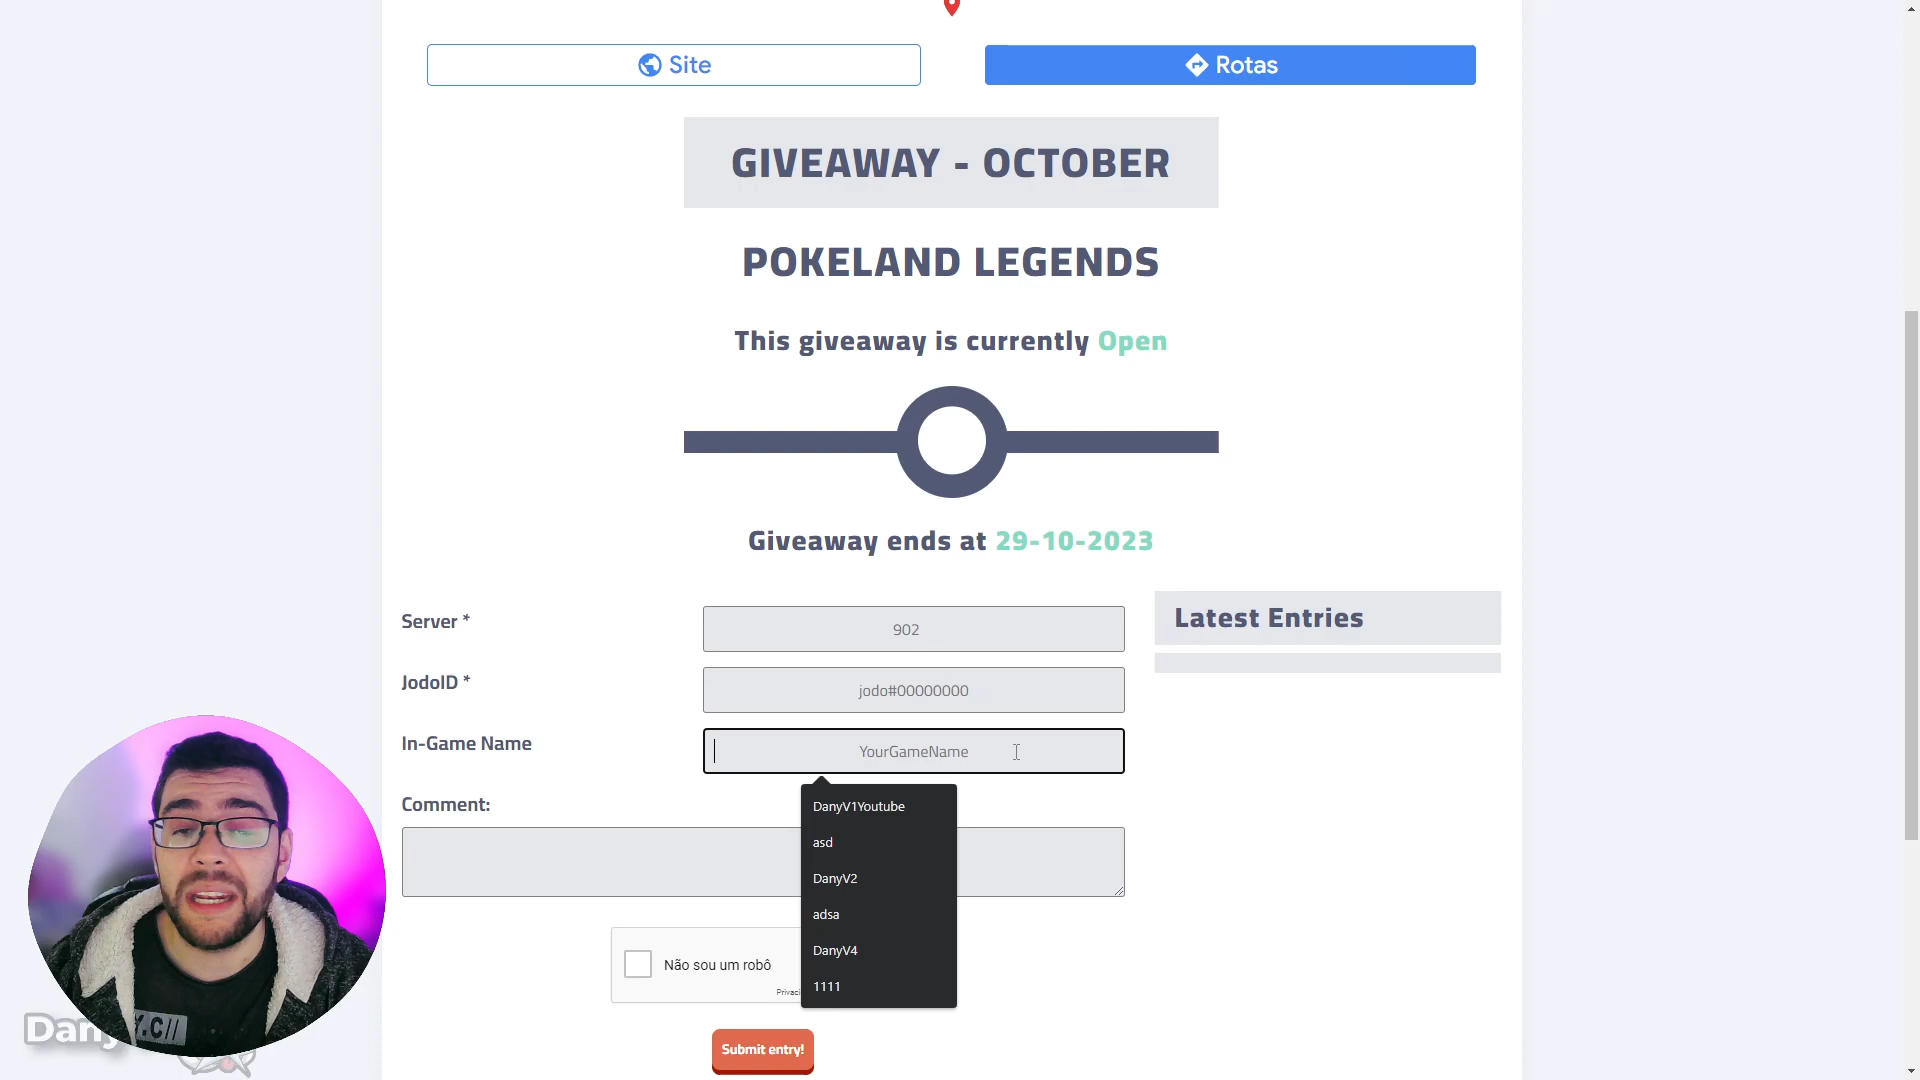 Site
Rotas
GIVEAWAY - OCTOBER
POKELAND LEGENDS
This giveaway is currently Open
Giveaway ends at 29-10-2023
Server *
902
Latest Entries
JodoID *
jodo#00000000
In-Game Name
YourGameName
Comment:
DanyV1Youtube
asd
DanyV2
adsa
DanyV4
1111
Não sou um robô
Submit entry!